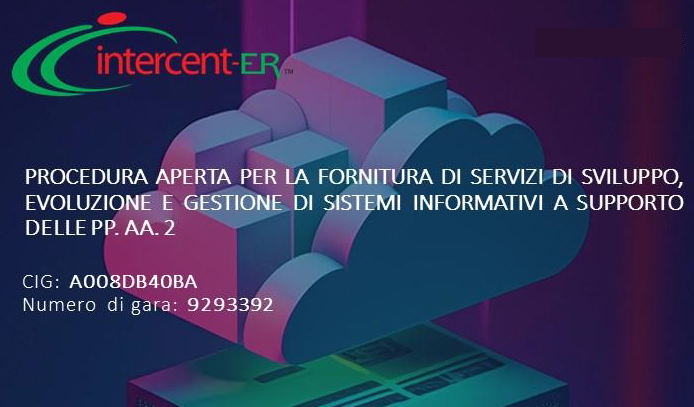 intercent-ER™
PROCEDURA APERTA PER LA FORNITURA DI SERVIZI DI SVILUPPO,
EVOLUZIONE E GESTIONE DI SISTEMI INFORMATIVI A SUPPORTO
DELLE PP. AA. 2
CIG: A008DB40BA
Numero di gara: 9293392